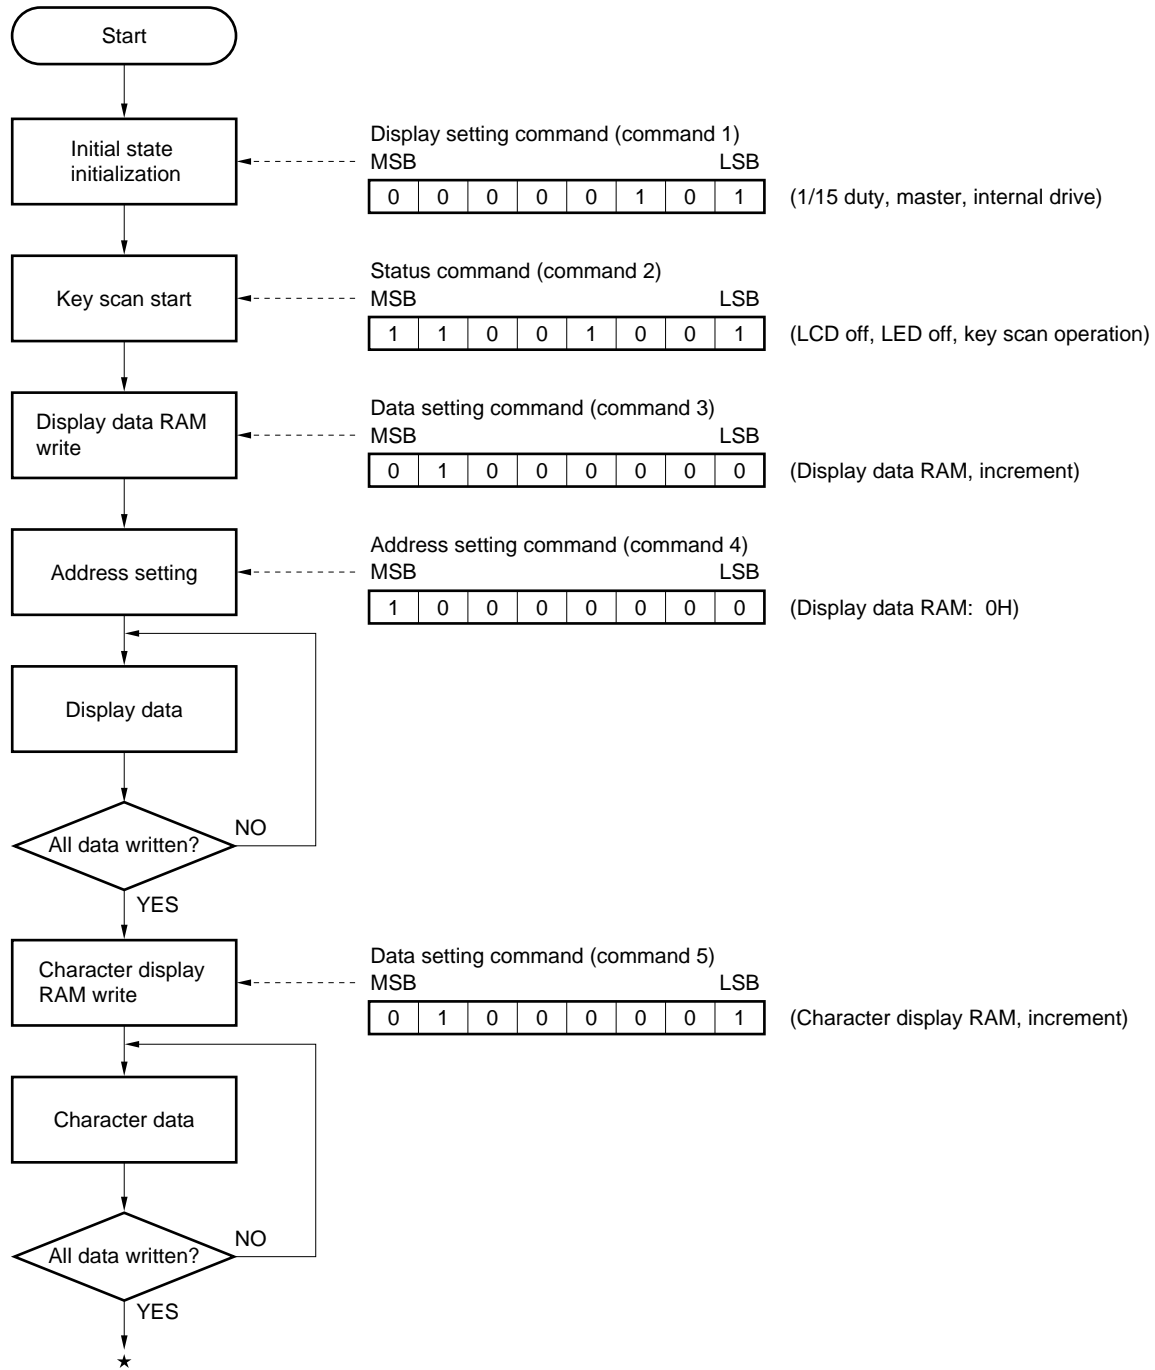 Start
Initial state
initialization
Display setting command (command 1)
MSB LSB
0 0 0 0 0 1 0 1 (1/15 duty, master, internal drive)
Key scan start
Status command (command 2)
MSB LSB
1 1 0 0 1 0 0 1 (LCD off, LED off, key scan operation)
Display data RAM
write
Data setting command (command 3)
MSB LSB
0 1 0 0 0 0 0 0 (Display data RAM, increment)
Address setting
Address setting command (command 4)
MSB LSB
1 0 0 0 0 0 0 0 (Display data RAM: 0H)
Display data
All data written?
NO
YES
Character display
RAM write
Data setting command (command 5)
MSB LSB
0 1 0 0 0 0 0 1 (Character display RAM, increment)
Character data
All data written?
NO
YES
★